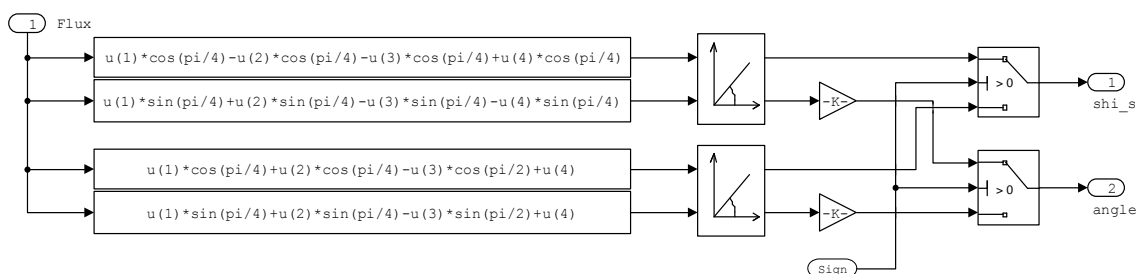 1 Flux
u(1)*cos(pi/4)-u(2)*cos(pi/4)-u(3)*cos(pi/4)+u(4)*cos(pi/4)
u(1)*sin(pi/4)+u(2)*sin(pi/4)-u(3)*sin(pi/4)-u(4)*sin(pi/4)
-K-
> 0
1
shi_s
u(1)*cos(pi/4)+u(2)*cos(pi/4)-u(3)*cos(pi/2)+u(4)
u(1)*sin(pi/4)+u(2)*sin(pi/4)-u(3)*sin(pi/2)+u(4)
-K-
> 0
2
angle
Sign